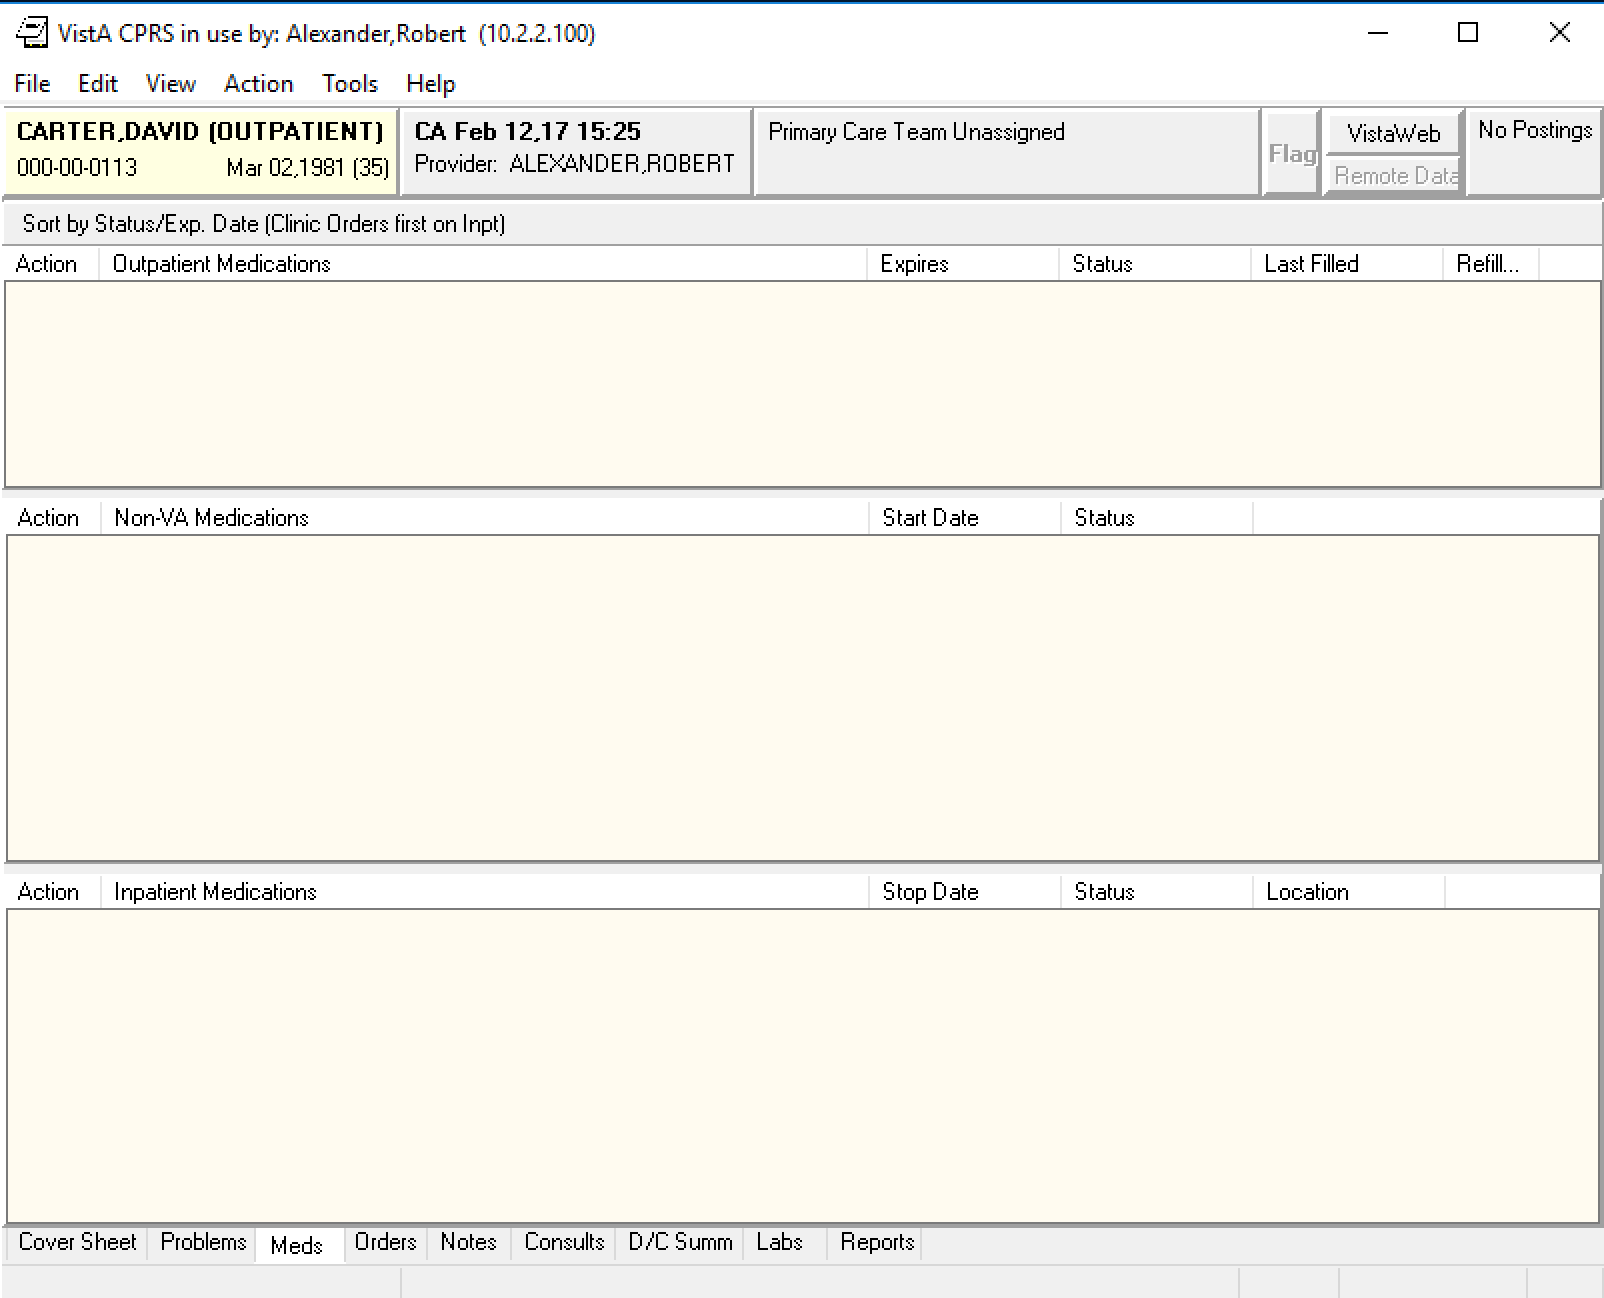 VistA CPRS in use by: Alexander,Robert (10.2.2.100)
File Edit View Action Tools Help
CARTER,DAVID (OUTPATIENT)
000-00-0113 Mar 02,1981 (35)
CA Feb 12,17 15:25
Provider: ALEXANDER,ROBERT
Primary Care Team Unassigned
Flag
VistaWeb
Remote Data
No Postings
Sort by Status/Exp. Date (Clinic Orders first on Inpt)
Action Outpatient Medications Expires Status Last Filled Refill...
Action Non-VA Medications Start Date Status
Action Inpatient Medications Stop Date Status Location
Cover Sheet Problems Meds Orders Notes Consults D/C Summ Labs Reports